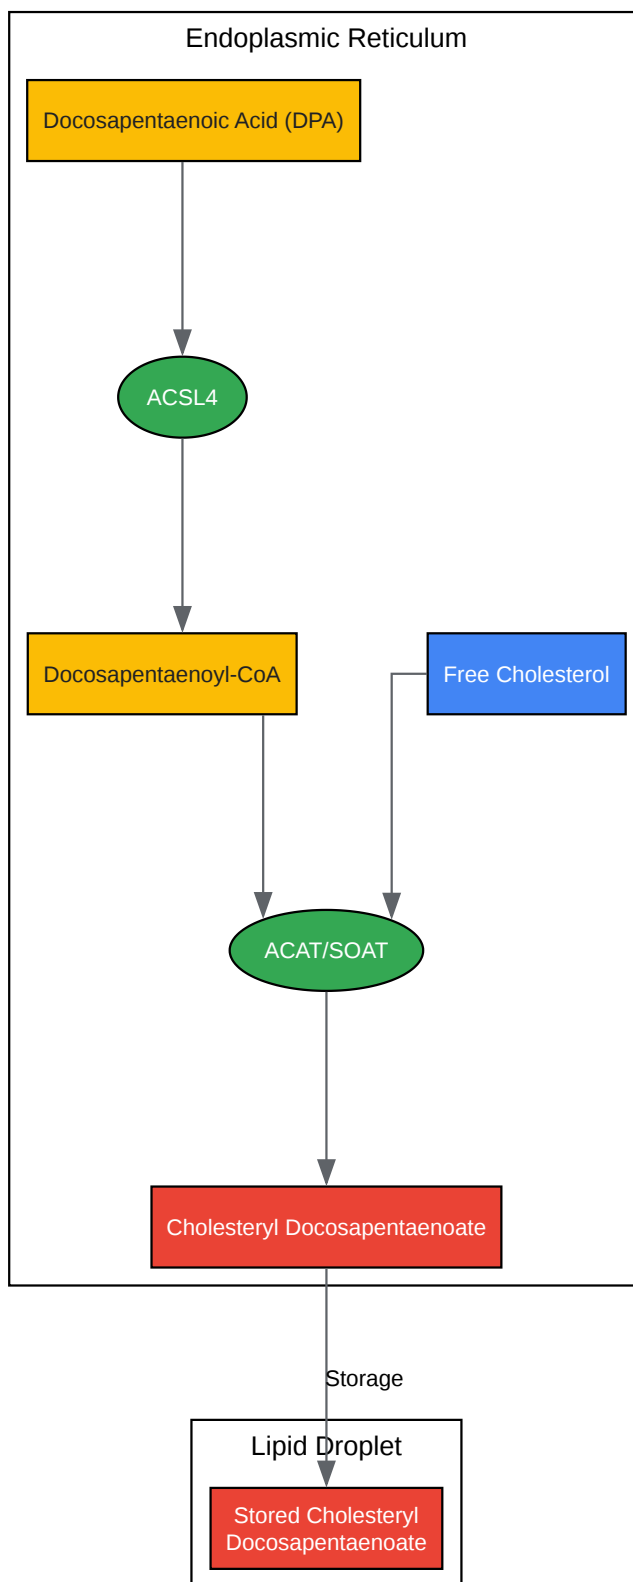 Endoplasmic Reticulum
Docosapentaenoic Acid (DPA)
ACSL4
Docosapentaenoyl-CoA
Free Cholesterol
ACAT/SOAT
Cholesteryl Docosapentaenoate
Storage
Lipid Droplet
Stored Cholesteryl
Docosapentaenoate